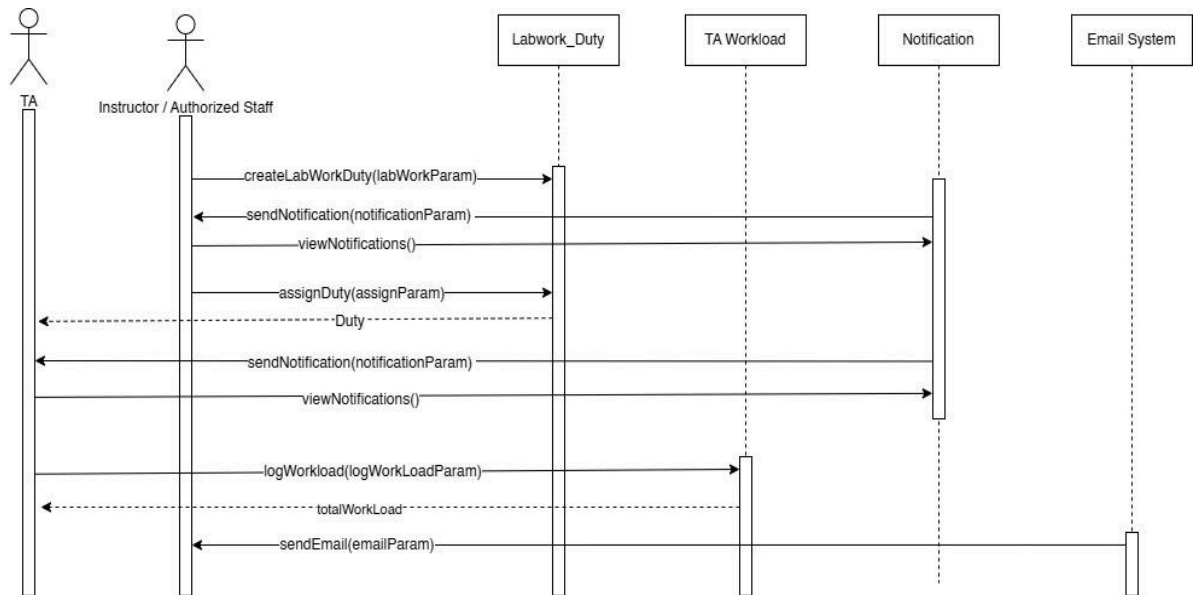 Labwork_Duty
TA Workload
Notification
Email System
TA
Instructor / Authorized Staff
createLabWorkDuty(labWorkParam)
sendNotification(notificationParam)
viewNotifications()
assignDuty(assignParam)
Duty
sendNotification(notificationParam)
viewNotifications()
logWorkload(logWorkLoadParam)
totalWorkLoad
sendEmail(emailParam)